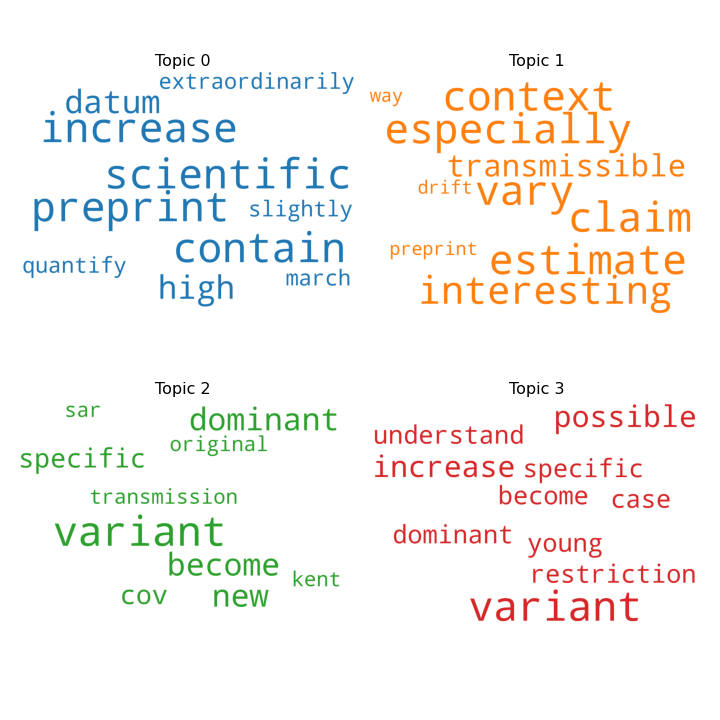 Topic 0
extraordinarily
datum
increase
scientific
preprint
slightly
contain
quantify
march
high
Topic 1
way
context
especially
transmissible
drift
vary
claim
preprint
estimate
interesting
Topic 2
sar
dominant
original
specific
transmission
variant
become
kent
cov
new
Topic 3
possible
understand
increase specific
become
case
dominant
young
restriction
variant